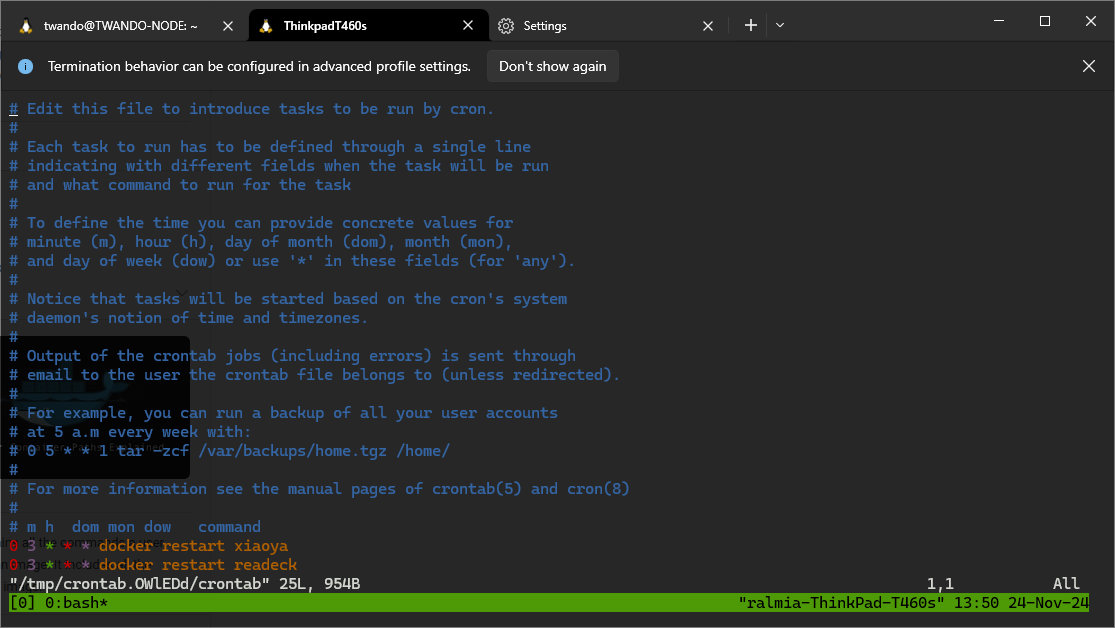 twando@TWANDO-NODE: ~
ThinkpadT460s
Settings
Termination behavior can be configured in advanced profile settings.
Don't show again
# Edit this file to introduce tasks to be run by cron.
#
# Each task to run has to be defined through a single line
# indicating with different fields when the task will be run
# and what command to run for the task
#
# To define the time you can provide concrete values for
# minute (m), hour (h), day of month (dom), month (mon),
# and day of week (dow) or use '*' in these fields (for 'any').
#
# Notice that tasks will be started based on the cron's system
# daemon's notion of time and timezones.
#
# Output of the crontab jobs (including errors) is sent through
# email to the user the crontab file belongs to (unless redirected).
#
# For example, you can run a backup of all your user accounts
# at 5 a.m every week with:
# 0 5 * * 1 tar -zcf /var/backups/home.tgz /home/
#
# For more information see the manual pages of crontab(5) and cron(8)
#
# m h  dom mon dow   command
0 3 * * * docker restart xiaoya
0 3 * * * docker restart readeck
"/tmp/crontab.OWlEDd/crontab" 25L, 954B 1,1 All
[0] 0:bash* "ralmia-ThinkPad-T460s" 13:50 24-Nov-24